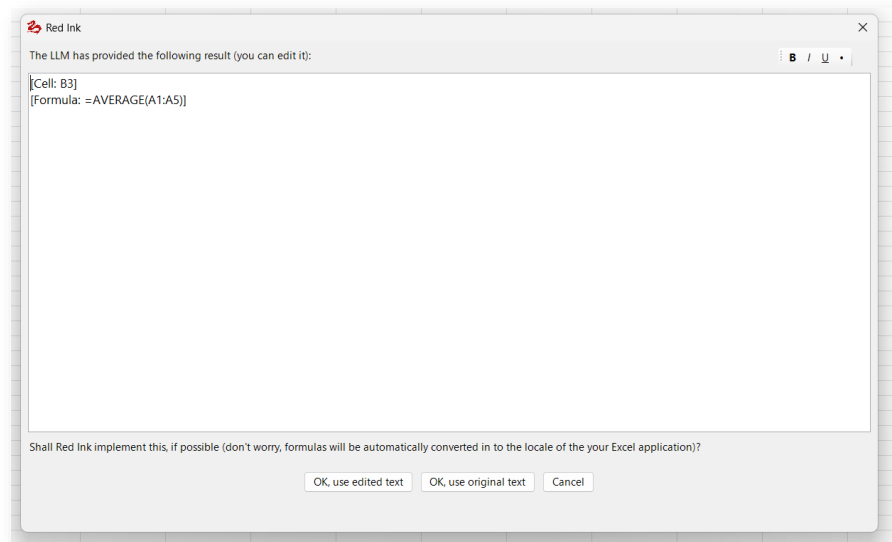 Red Ink
The LLM has provided the following result (you can edit it):
B I U •
[Cell: B3]
[Formula: =AVERAGE(A1:A5)]
Shall Red Ink implement this, if possible (don't worry, formulas will be automatically converted in to the locale of the your Excel application)?
OK, use edited text OK, use original text Cancel